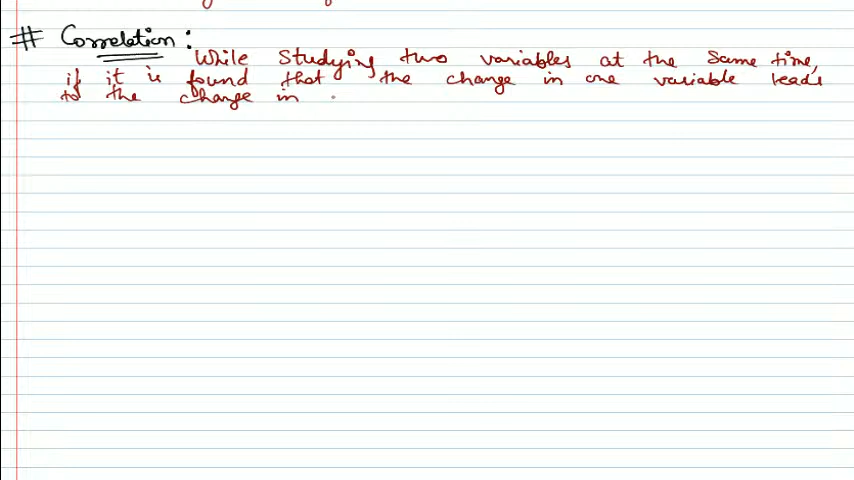 # Correlation :
While studying two variables at the same time,
if it is found that the change in one variable leads
to the change in